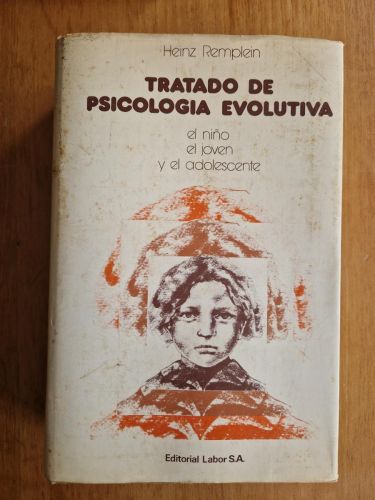 Heinz Remplein
TRATADO DE
PSICOLOGIA EVOLUTIVA
el niño
el joven
y el adolescente
Editorial Labor S.A.